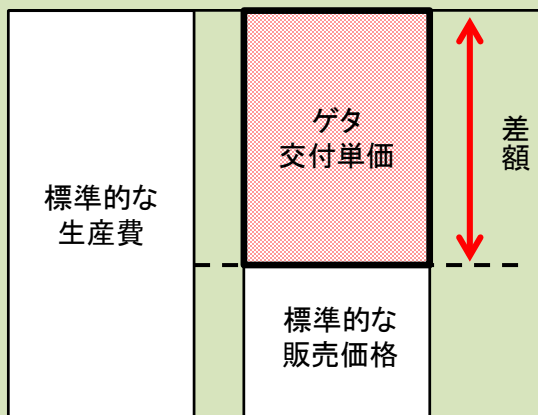 標準的な
生産費
ゲタ
交付単価
標準的な
販売価格
差
額